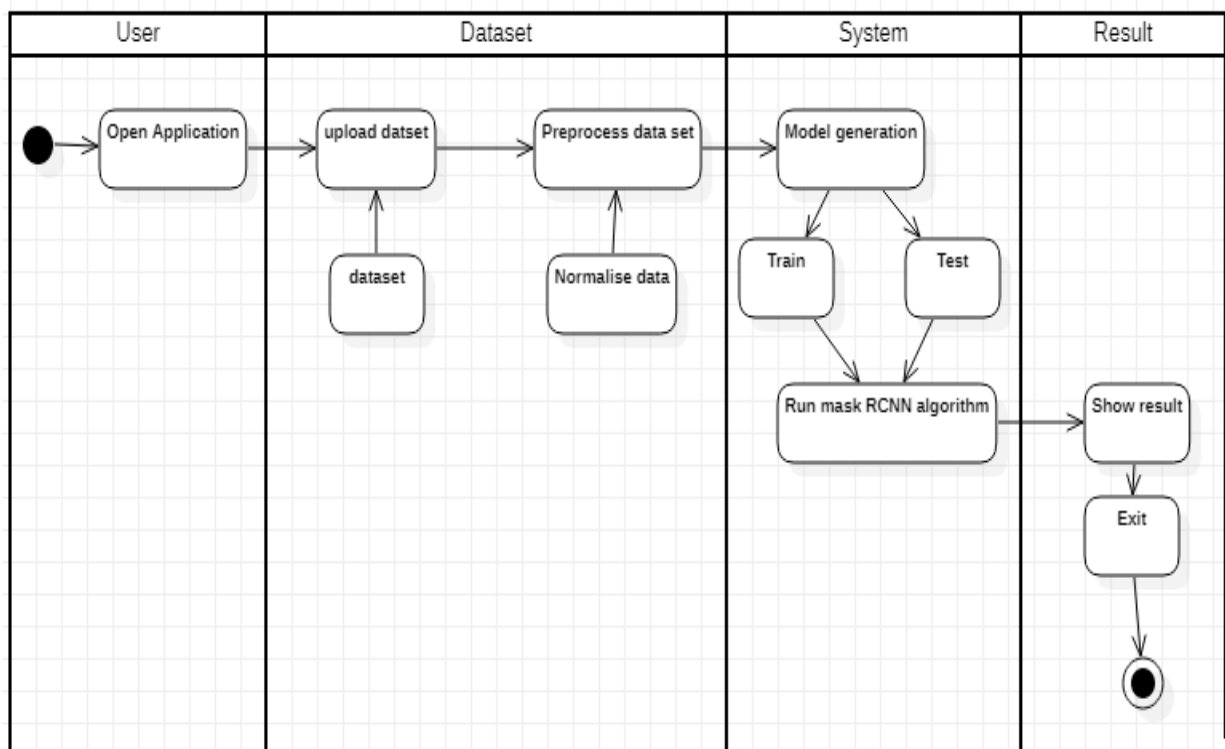 User
Dataset
System
Result
Open Application
upload datset
Preprocess data set
Model generation
dataset
Normalise data
Train
Test
Run mask RCNN algorithm
Show result
Exit